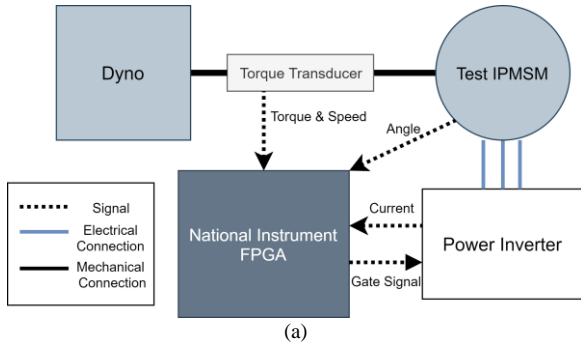 Dyno
Torque Transducer
Test IPMSM
Torque & Speed
Angle
Signal
Electrical
Connection
Mechanical
Connection
National Instrument
FPGA
Current
Gate Signal
Power Inverter
(a)